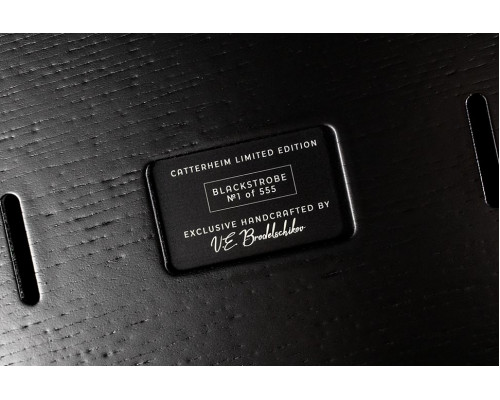 CATTERHEIM LIMITED EDITION
BLACKSTROBE
№1 of 555
EXCLUSIVE HANDCRAFTED BY
V.E. Brodelschikov